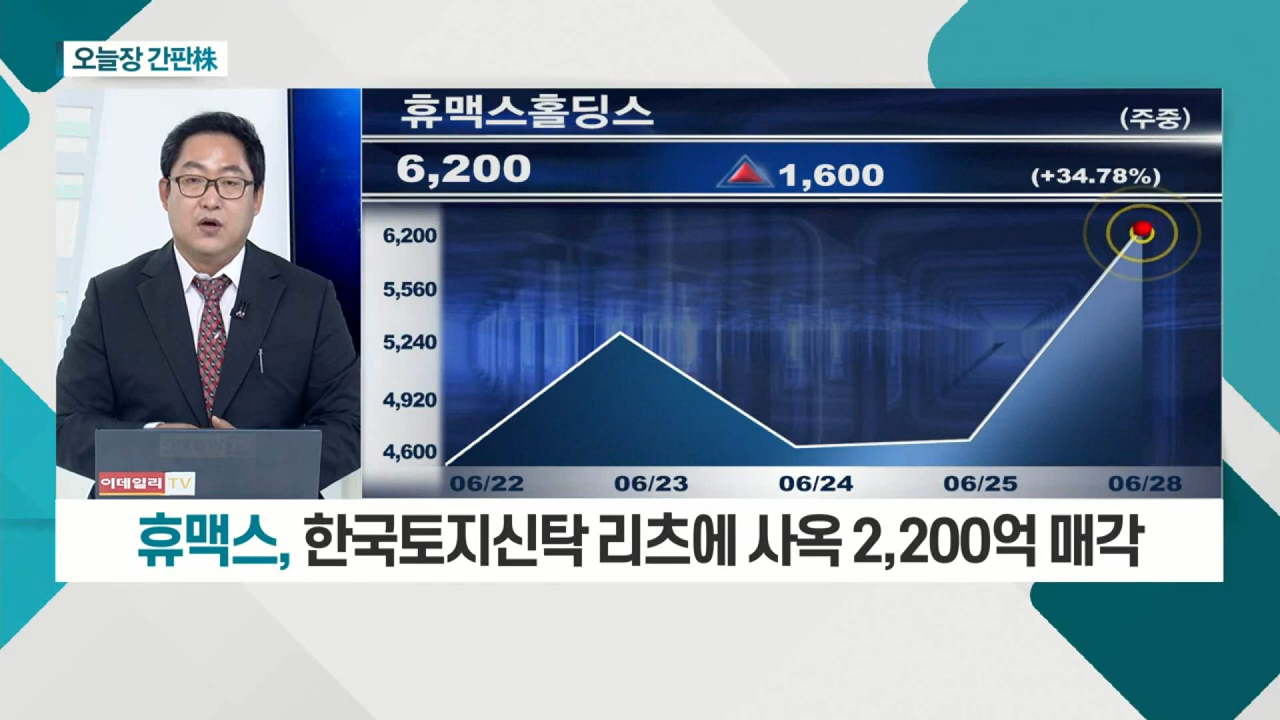 오늘장 간판株
휴맥스홀딩스 (주중)
6,200 ▲ 1,600 (+34.78%)
6,200
5,560
5,240
4,920
4,600
06/22 06/23 06/24 06/25 06/28
이데일리 TV
휴맥스, 한국토지신탁 리츠에 사옥 2,200억 매각